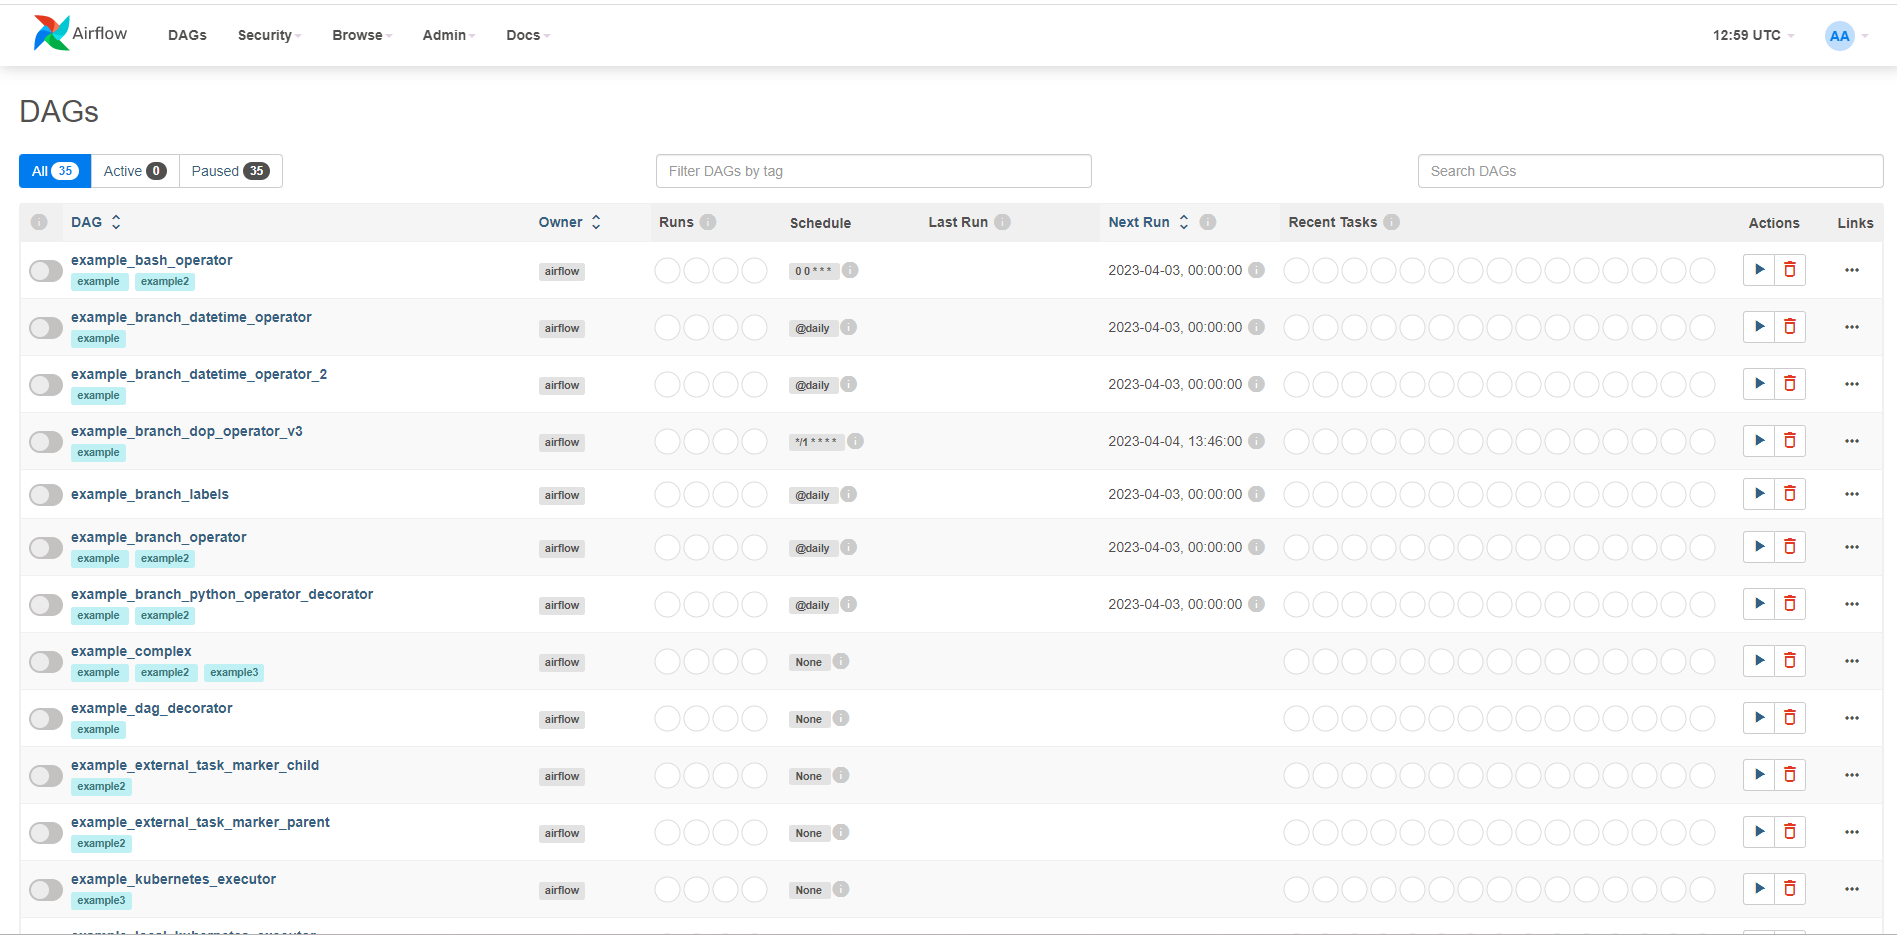 Airflow DAGs Security Browse Admin Docs 12:59 UTC AA
DAGs
All 35 Active 0 Paused 35 Filter DAGs by tag Search DAGs
DAG Owner Runs Schedule Last Run Next Run Recent Tasks Actions Links
example_bash_operator
airflow 0 0 * * * 2023-04-03, 00:00:00
example example2
example_branch_datetime_operator
airflow @daily 2023-04-03, 00:00:00
example
example_branch_datetime_operator_2
airflow @daily 2023-04-03, 00:00:00
example
example_branch_dop_operator_v3
airflow */1 * * * * 2023-04-04, 13:46:00
example
example_branch_labels airflow @daily 2023-04-03, 00:00:00
example_branch_operator
airflow @daily 2023-04-03, 00:00:00
example example2
example_branch_python_operator_decorator
airflow @daily 2023-04-03, 00:00:00
example example2
example_complex
airflow None
example example2 example3
example_dag_decorator
airflow None
example
example_external_task_marker_child
airflow None
example2
example_external_task_marker_parent
airflow None
example2
example_kubernetes_executor
airflow None
example3